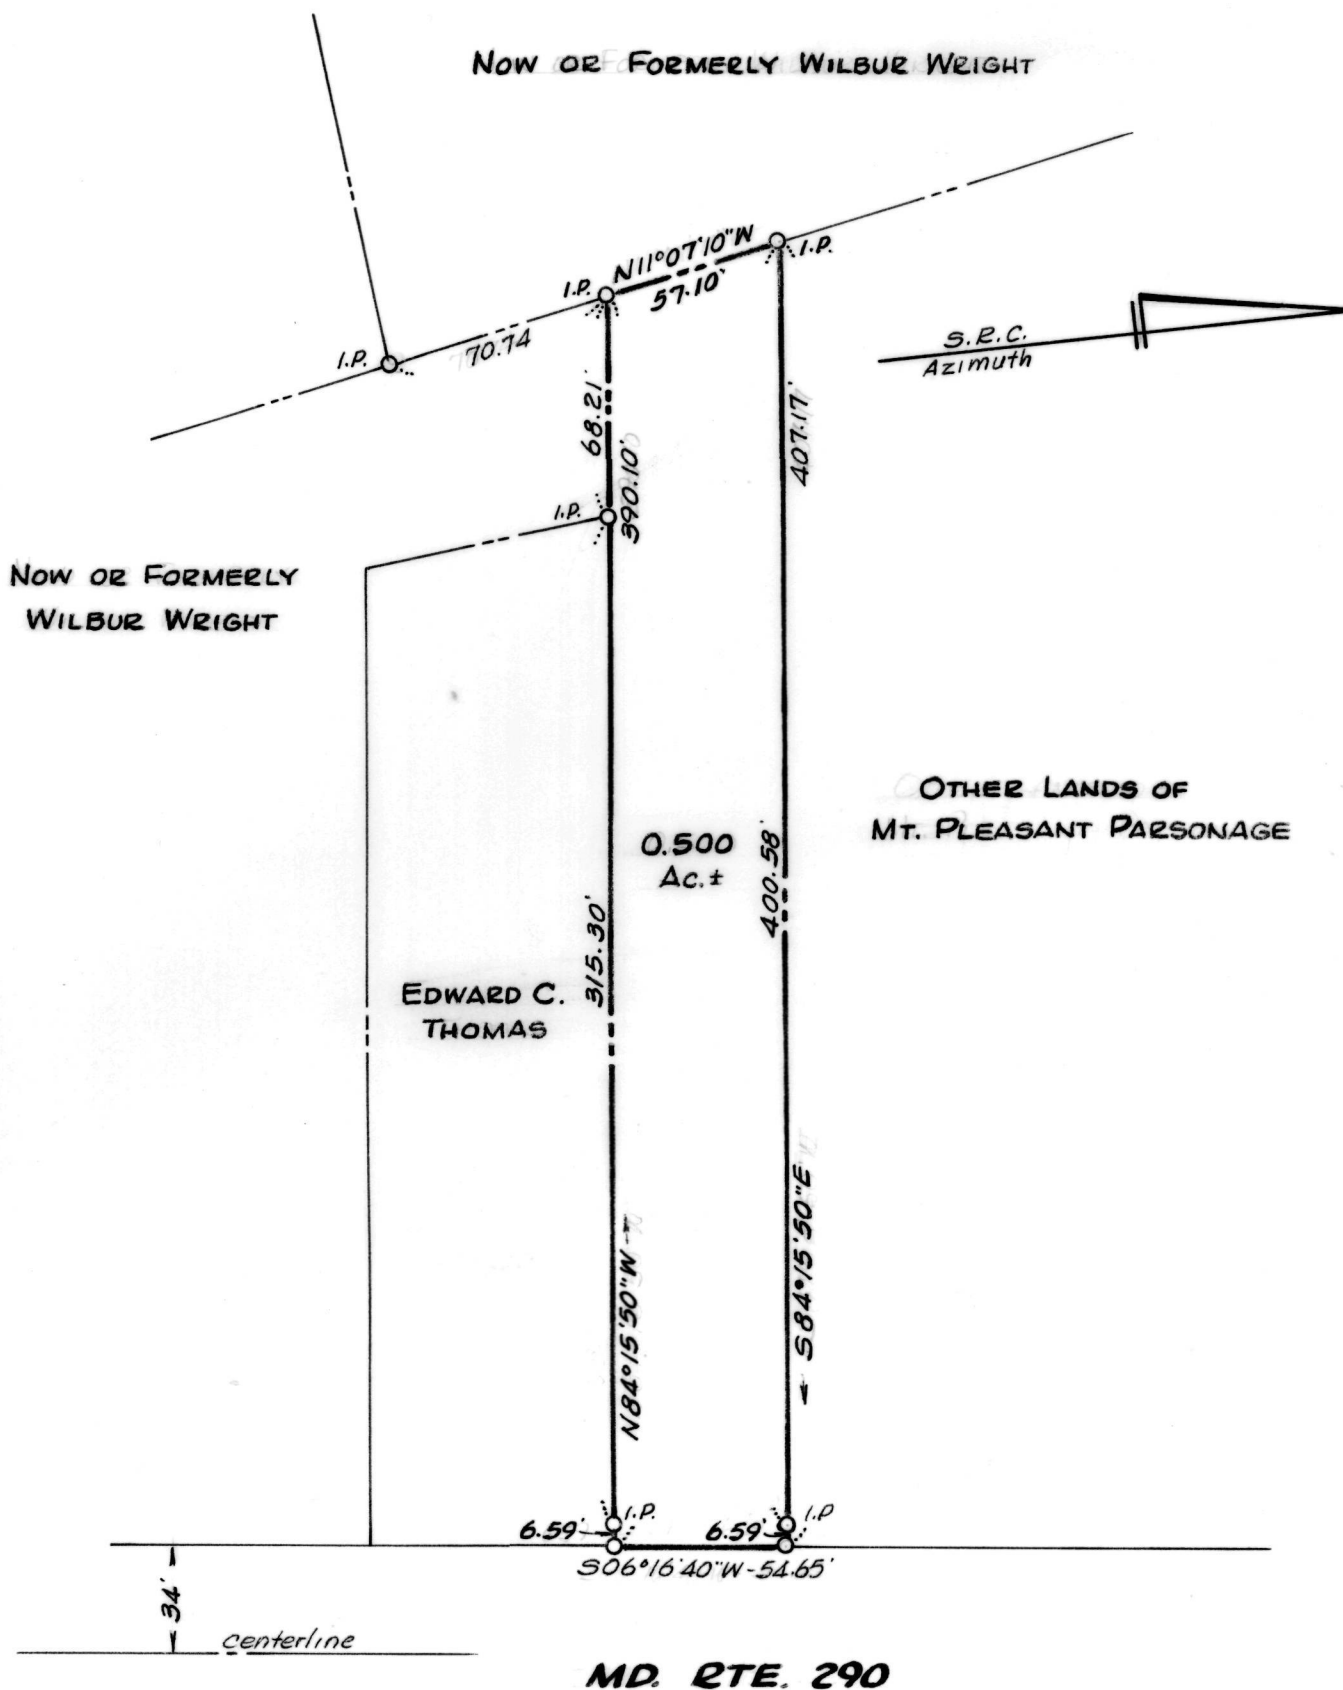 NOW OR FORMERLY WILBUR WRIGHT
N11°07'10"W
57.10'
I.P.
I.P.
I.P.
70.74
S.R.C.
Azimuth
68.21'
390.10'
407.17'
I.P.
NOW OR FORMERLY
WILBUR WRIGHT
OTHER LANDS OF
MT. PLEASANT PARSONAGE
0.500
Ac.±
400.58'
315.30'
EDWARD C.
THOMAS
N84°15'50"W→
← S84°15'50"E
I.P.
I.P
6.59'
6.59'
S06°16'40"W-54.65'
34'
centerline
MD. RTE. 290